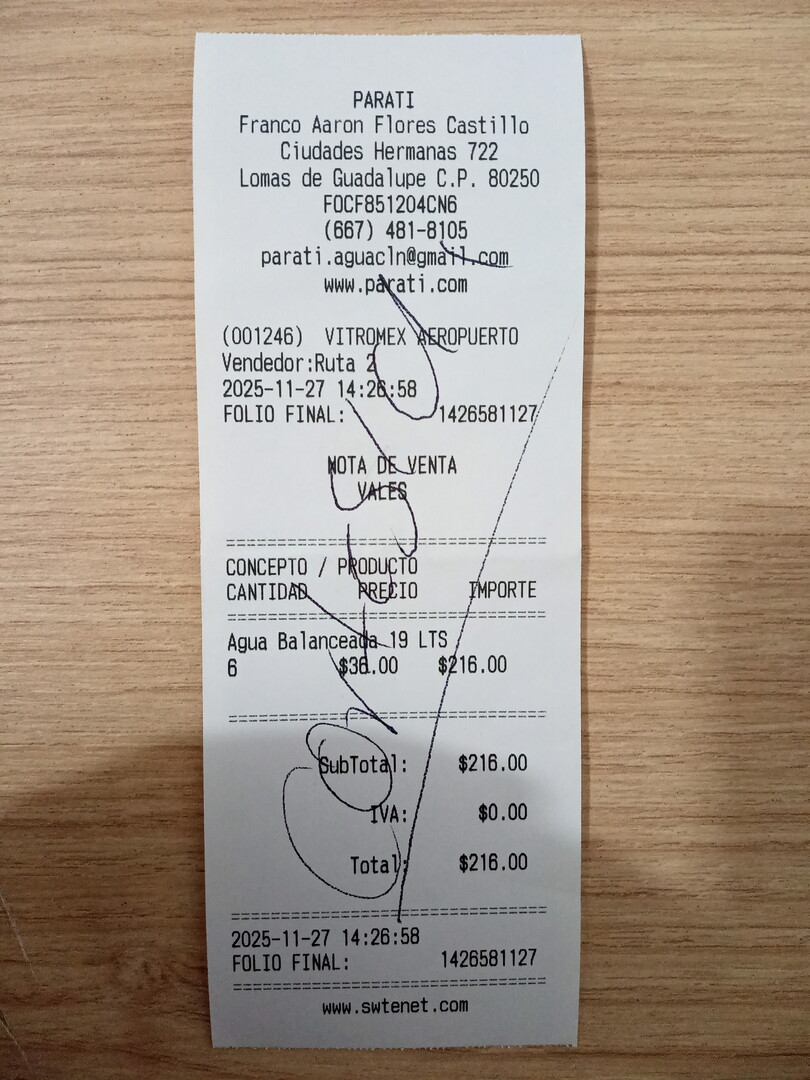 PARATI
Franco Aaron Flores Castillo
Ciudades Hermanas 722
Lomas de Guadalupe C.P. 80250
FOCF851204CN6
(667) 481-8105
parati.aguacln@gmail.com
www.parati.com
(001246) VITROMEX AEROPUERTO
Vendedor:Ruta 2
2025-11-27 14:26:58
FOLIO FINAL: 1426581127
NOTA DE VENTA
VALES
CONCEPTO / PRODUCTO
CANTIDAD PRECIO IMPORTE
Agua Balanceada 19 LTS
6 $36.00 $216.00
SubTotal: $216.00
IVA: $0.00
Total: $216.00
2025-11-27 14:26:58
FOLIO FINAL: 1426581127
www.swtenet.com